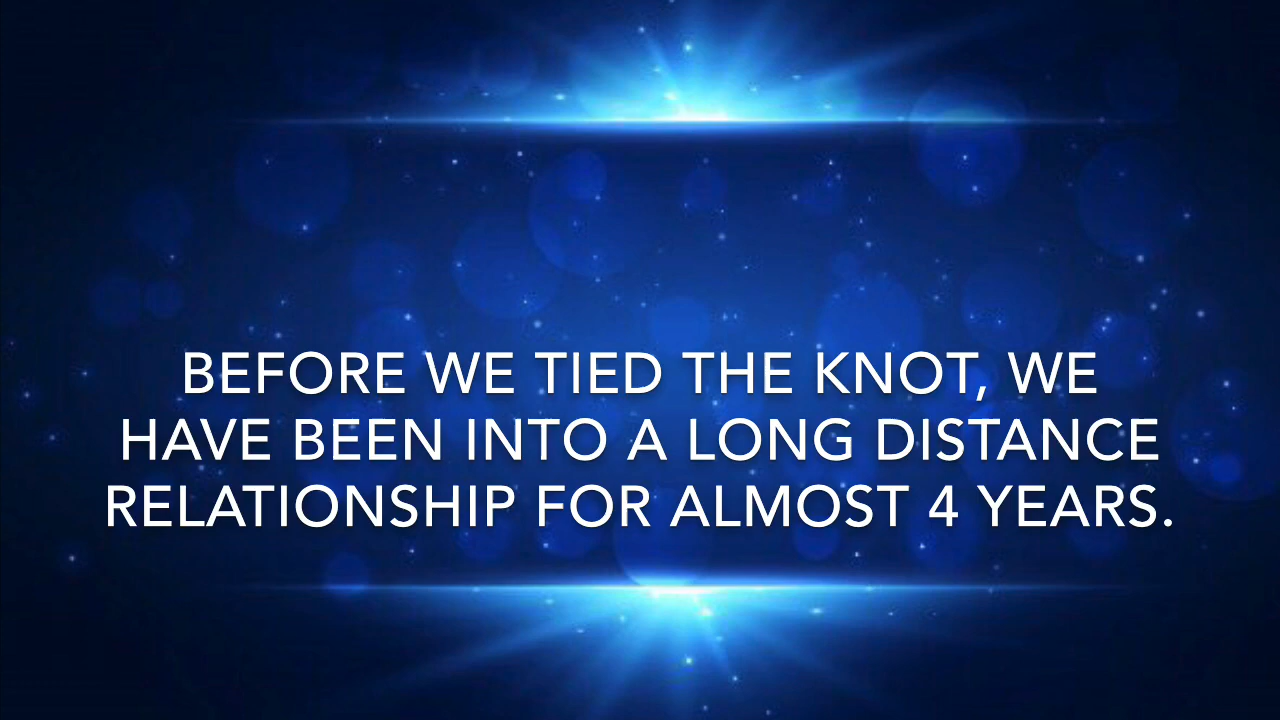 BEFORE WE TIED THE KNOT, WE
HAVE BEEN INTO A LONG DISTANCE
RELATIONSHIP FOR ALMOST 4 YEARS.